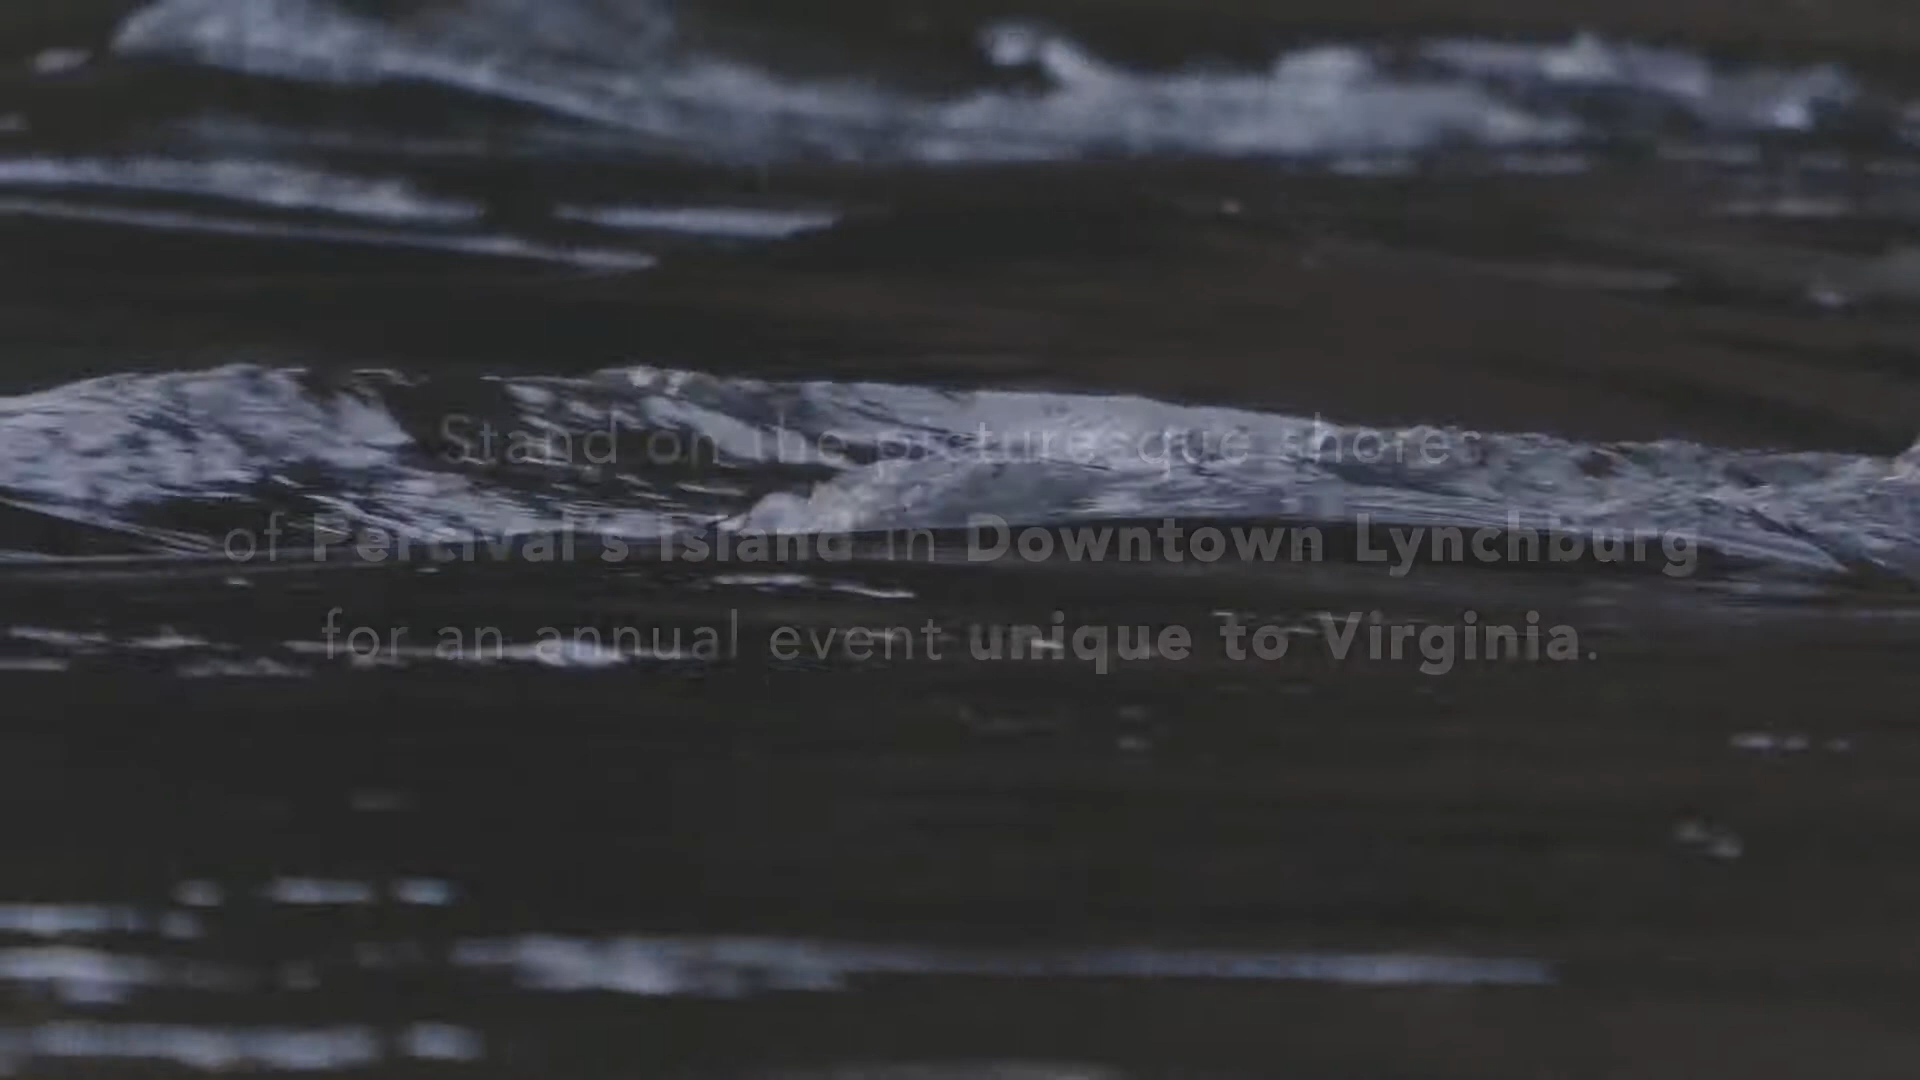 Stand on the picturesque shores
of Percival's Island in Downtown Lynchburg
for an annual event unique to Virginia.